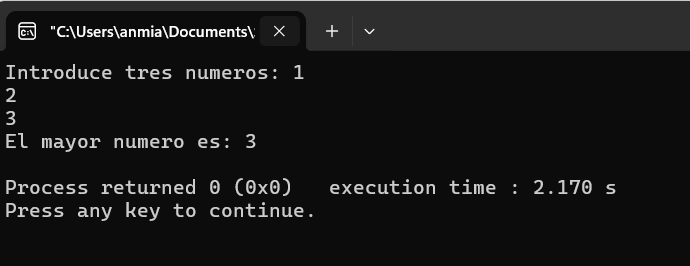 "C:\Users\anmia\Documents\
Introduce tres numeros: 1
2
3
El mayor numero es: 3
Process returned 0 (0x0)   execution time : 2.170 s
Press any key to continue.